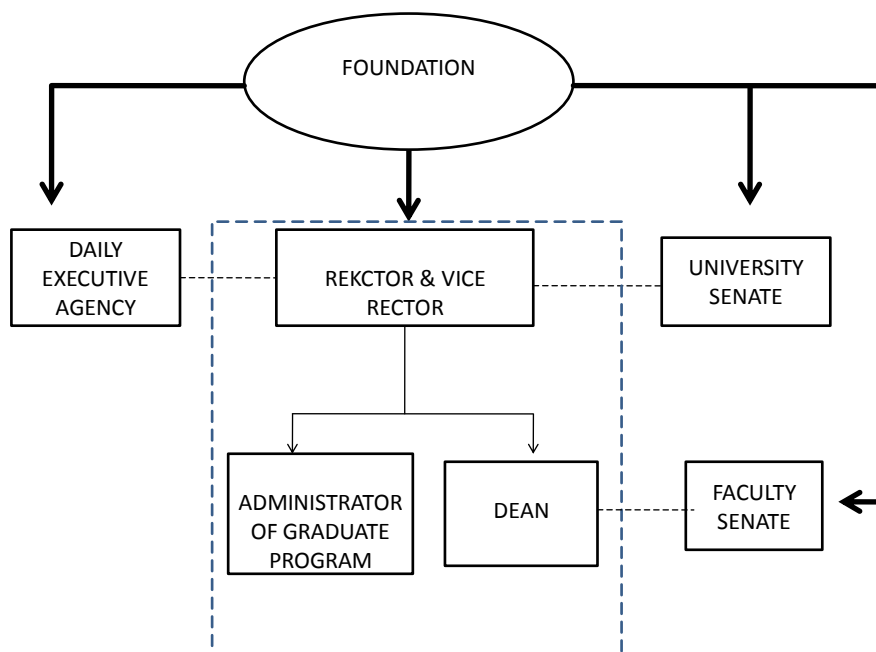 FOUNDATION
DAILY
EXECUTIVE
AGENCY
REKCTOR & VICE
RECTOR
UNIVERSITY
SENATE
ADMINISTRATOR
OF GRADUATE
PROGRAM
DEAN
FACULTY
SENATE